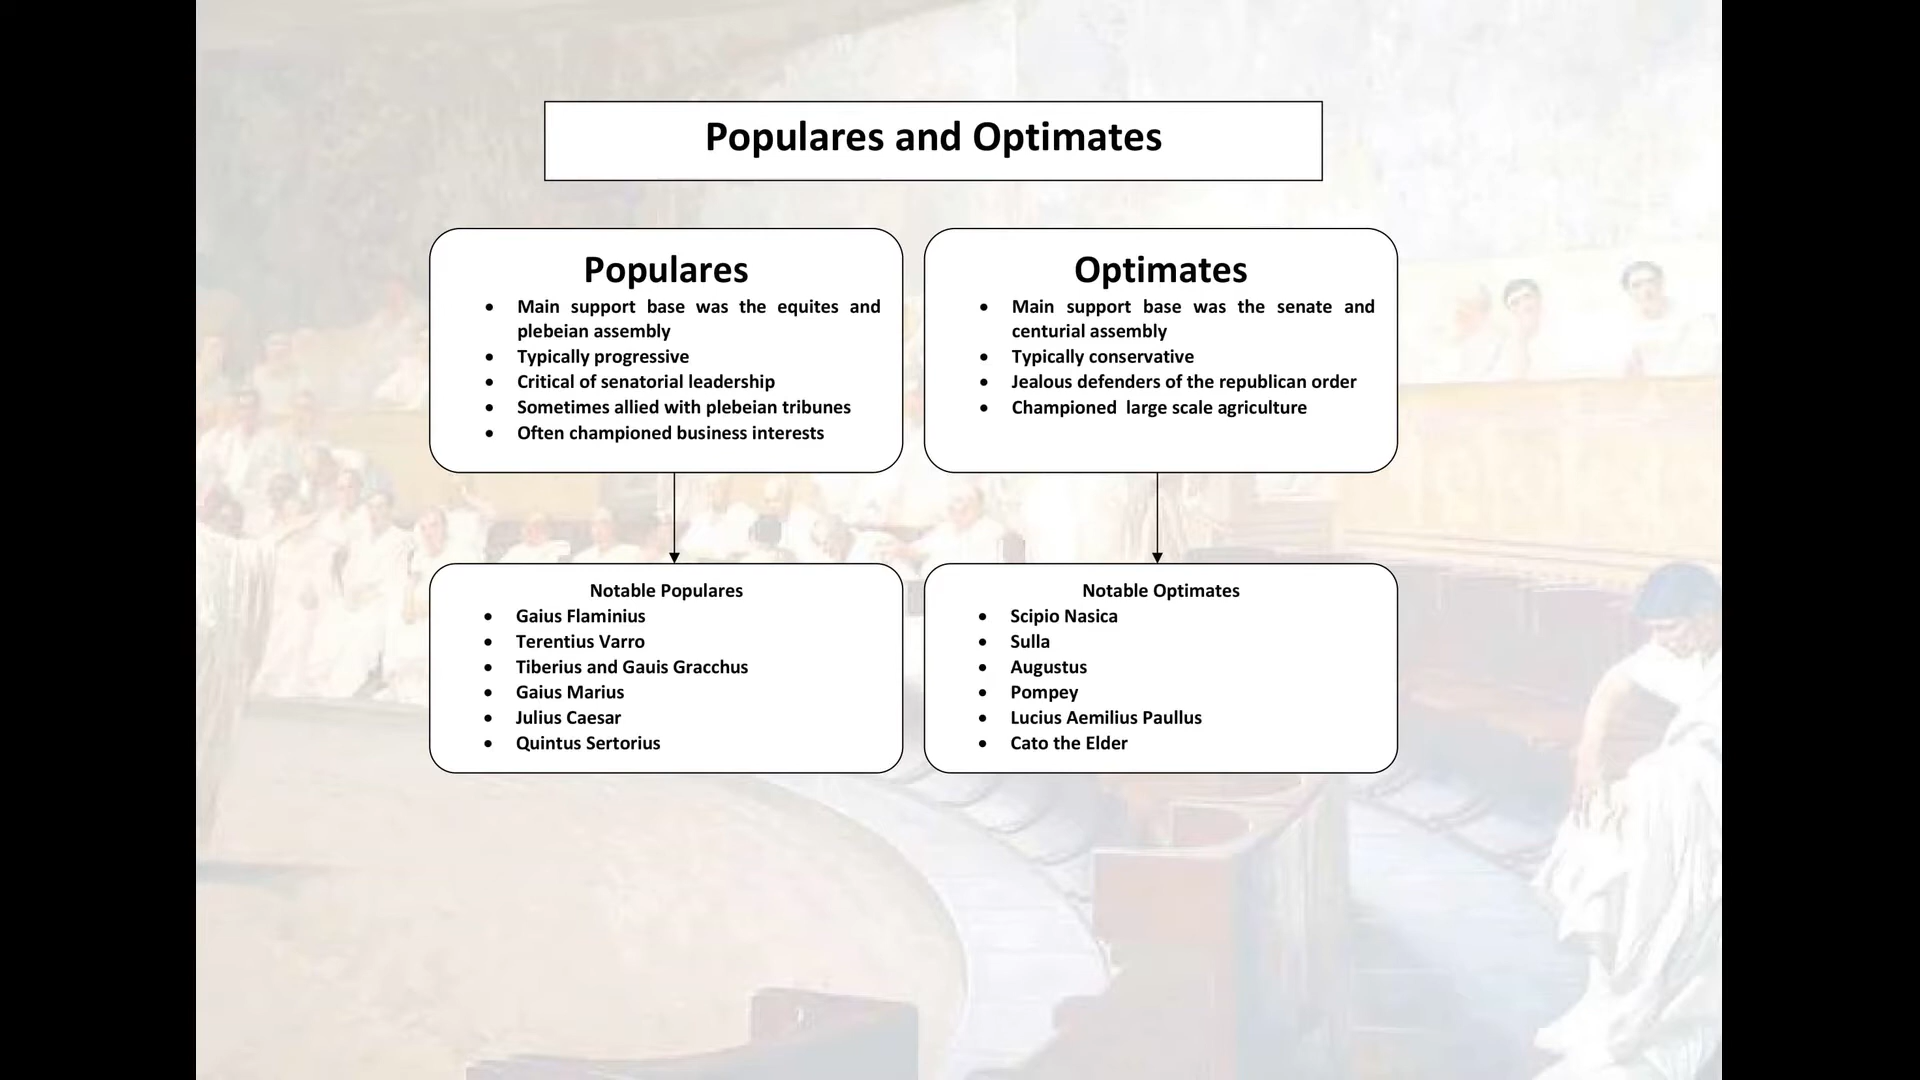 Populares and Optimates
Populares
• Main support base was the equites and
plebeian assembly
• Typically progressive
• Critical of senatorial leadership
• Sometimes allied with plebeian tribunes
• Often championed business interests
Optimates
• Main support base was the senate and
centurial assembly
• Typically conservative
• Jealous defenders of the republican order
• Championed  large scale agriculture
Notable Populares
• Gaius Flaminius
• Terentius Varro
• Tiberius and Gauis Gracchus
• Gaius Marius
• Julius Caesar
• Quintus Sertorius
Notable Optimates
• Scipio Nasica
• Sulla
• Augustus
• Pompey
• Lucius Aemilius Paullus
• Cato the Elder